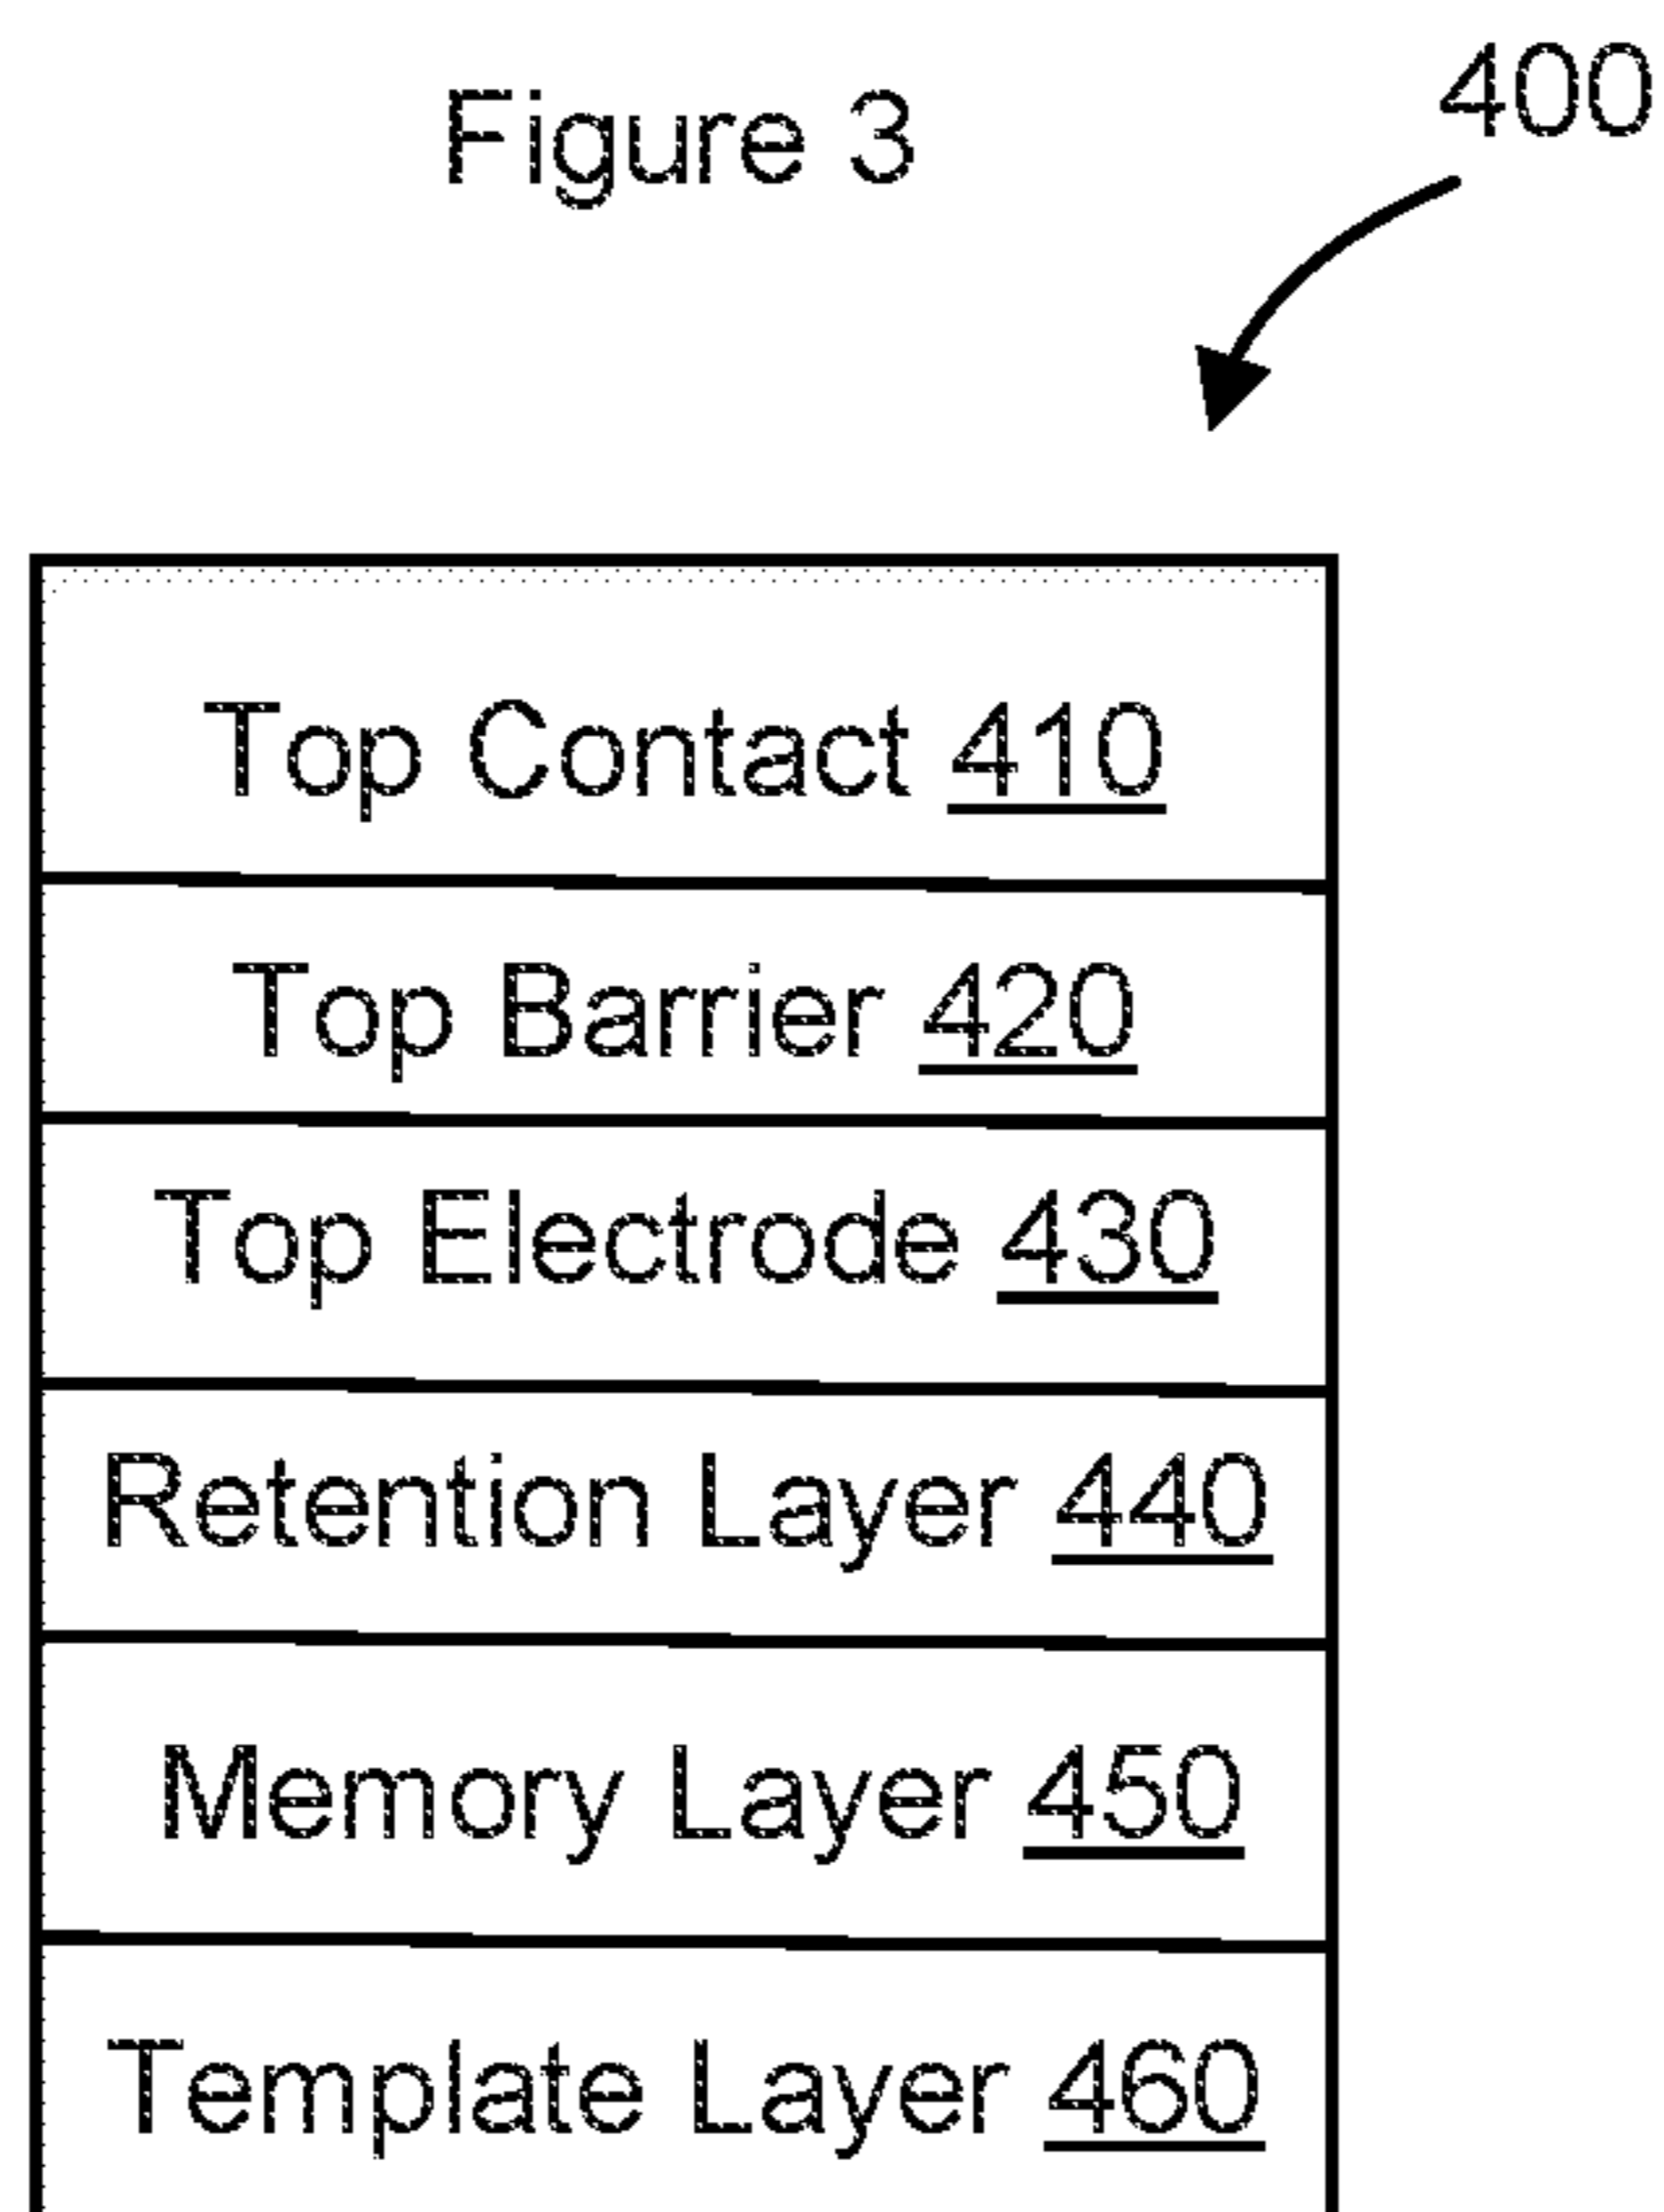 Figure 3
400
Top Contact 410
Top Barrier 420
Top Electrode 430
Retention Layer 440
Memory Layer 450
Template Layer 460